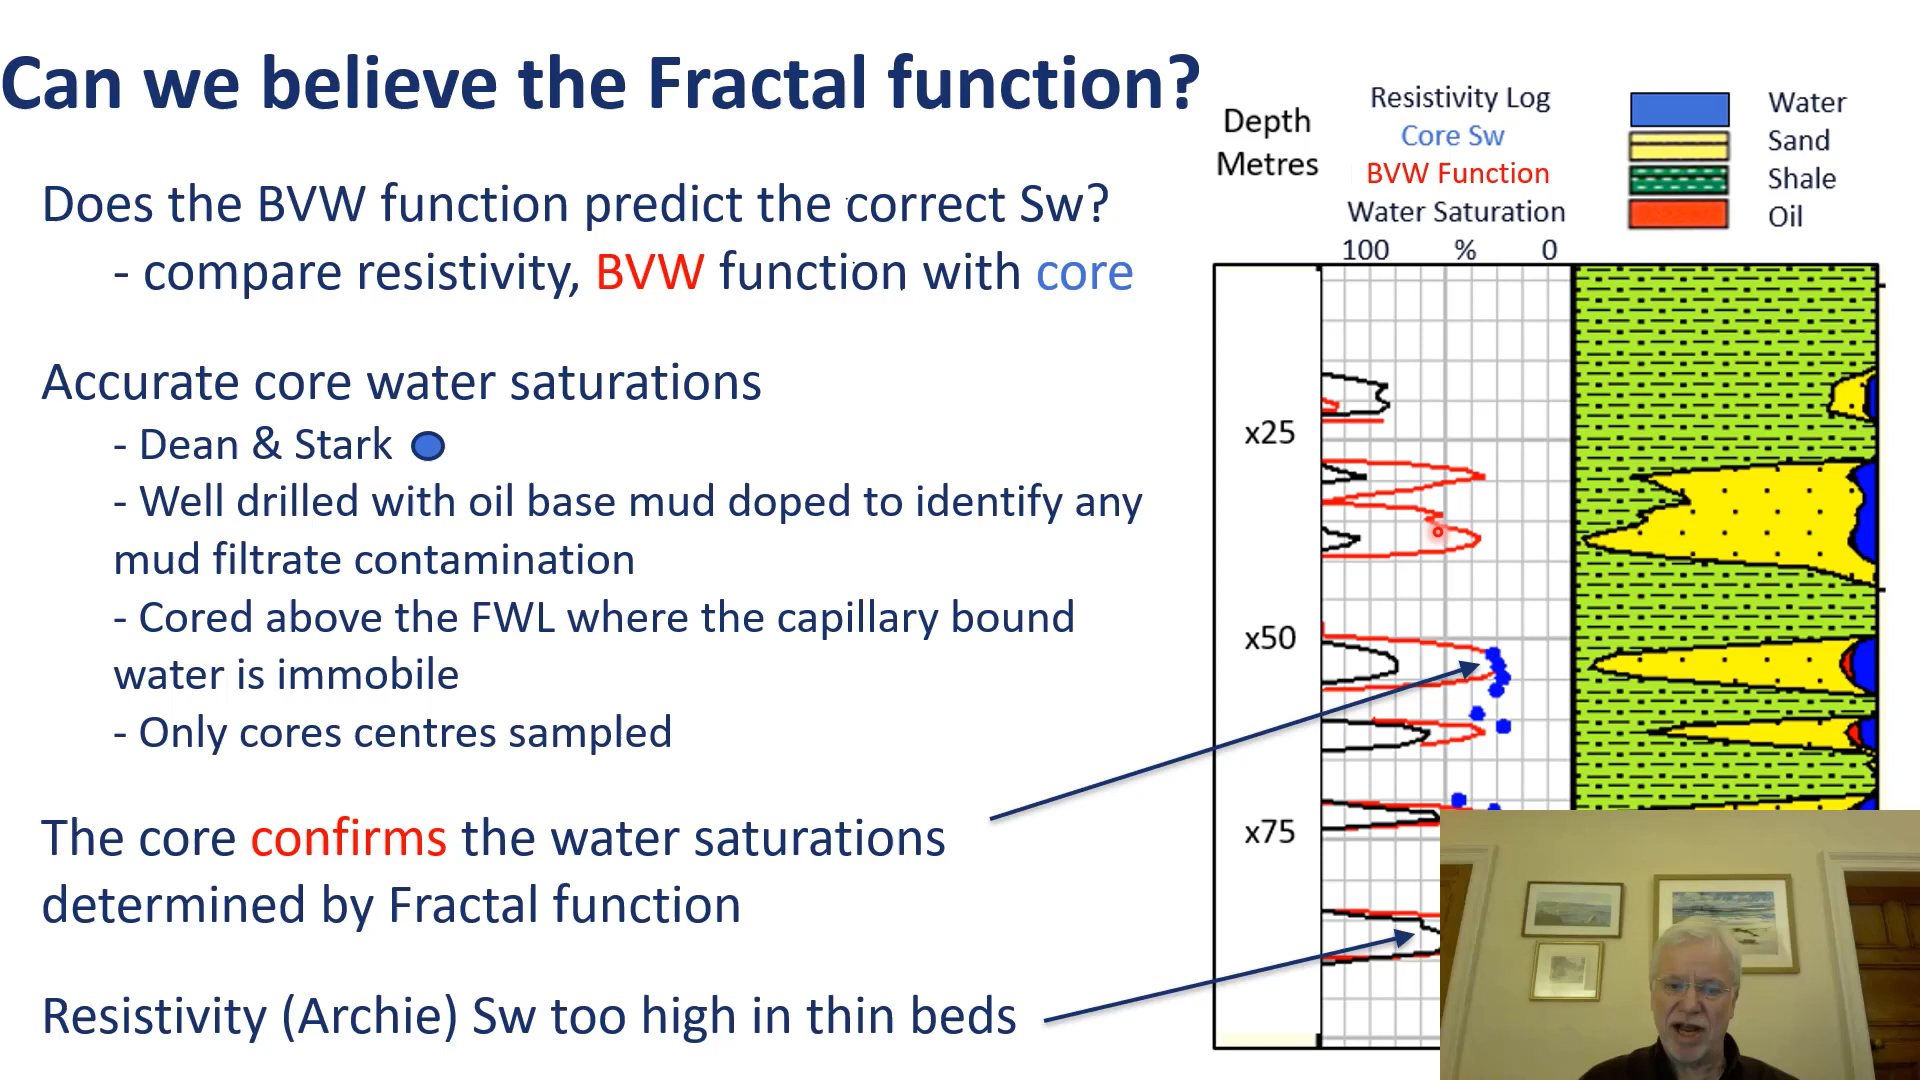 Can we believe the Fractal function?
Does the BVW function predict the correct Sw?
- compare resistivity, BVW function with core
Accurate core water saturations
- Dean & Stark
- Well drilled with oil base mud doped to identify any
mud filtrate contamination
- Cored above the FWL where the capillary bound
water is immobile
- Only cores centres sampled
The core confirms the water saturations
determined by Fractal function
Resistivity (Archie) Sw too high in thin beds
Depth
Metres
Resistivity Log
Core Sw
BVW Function
Water Saturation
100 % 0
Water
Sand
Shale
Oil
x25
x50
x75